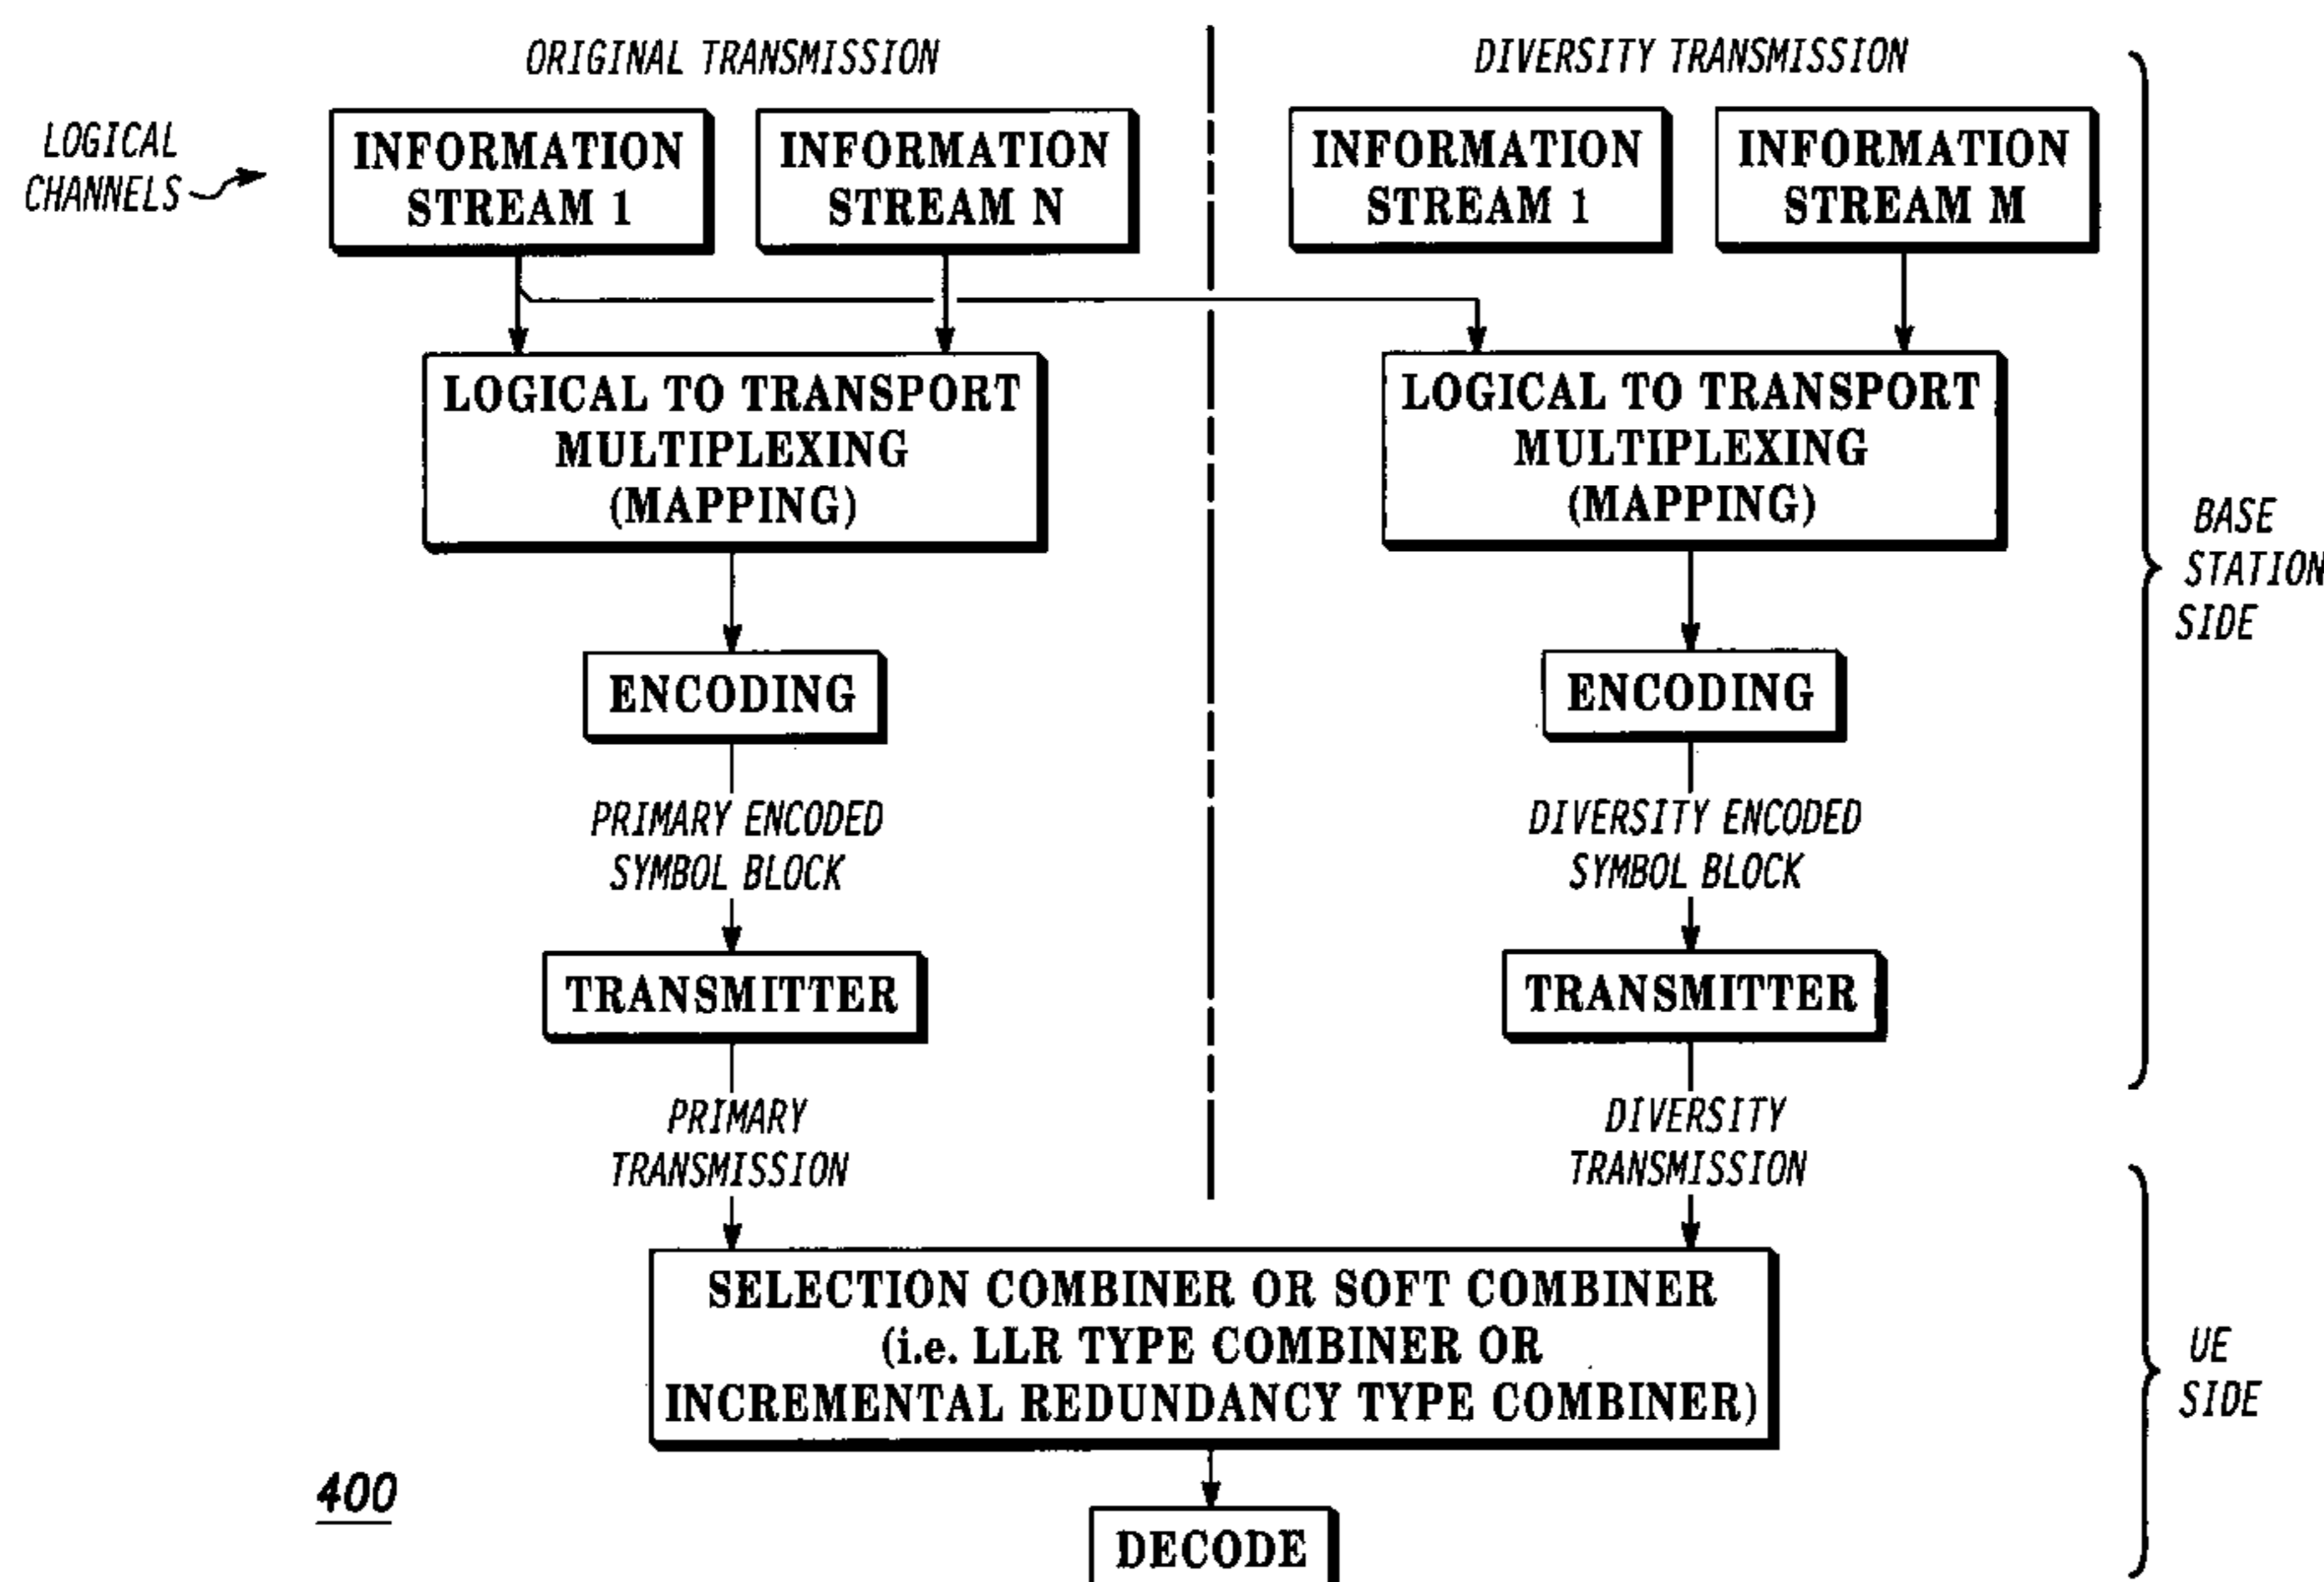 ORIGINAL TRANSMISSION
DIVERSITY TRANSMISSION
LOGICAL
CHANNELS
INFORMATION
STREAM 1
INFORMATION
STREAM N
INFORMATION
STREAM 1
INFORMATION
STREAM M
LOGICAL TO TRANSPORT
MULTIPLEXING
(MAPPING)
LOGICAL TO TRANSPORT
MULTIPLEXING
(MAPPING)
BASE
STATION
SIDE
ENCODING
ENCODING
PRIMARY ENCODED
SYMBOL BLOCK
DIVERSITY ENCODED
SYMBOL BLOCK
TRANSMITTER
TRANSMITTER
PRIMARY
TRANSMISSION
DIVERSITY
TRANSMISSION
SELECTION COMBINER OR SOFT COMBINER
(i.e. LLR TYPE COMBINER OR
INCREMENTAL REDUNDANCY TYPE COMBINER)
UE
SIDE
400
DECODE